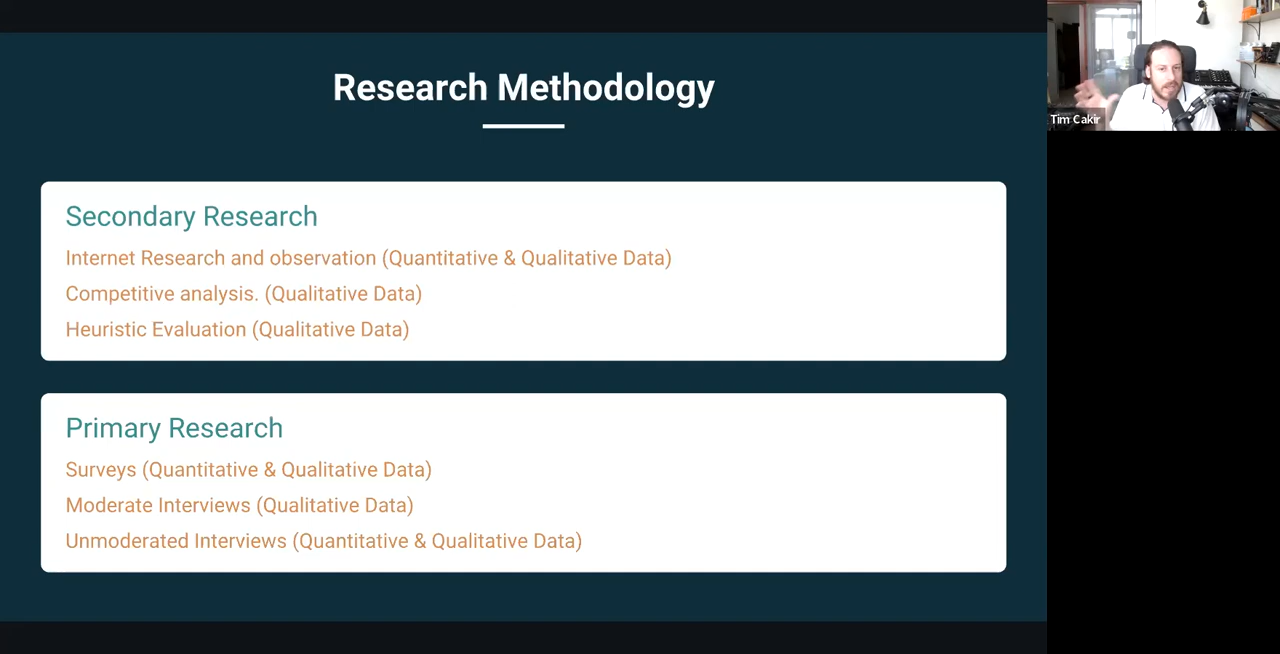 Research Methodology
Secondary Research
Internet Research and observation (Quantitative & Qualitative Data)
Competitive analysis. (Qualitative Data)
Heuristic Evaluation (Qualitative Data)
Primary Research
Surveys (Quantitative & Qualitative Data)
Moderate Interviews (Qualitative Data)
Unmoderated Interviews (Quantitative & Qualitative Data)
Tim Cakir